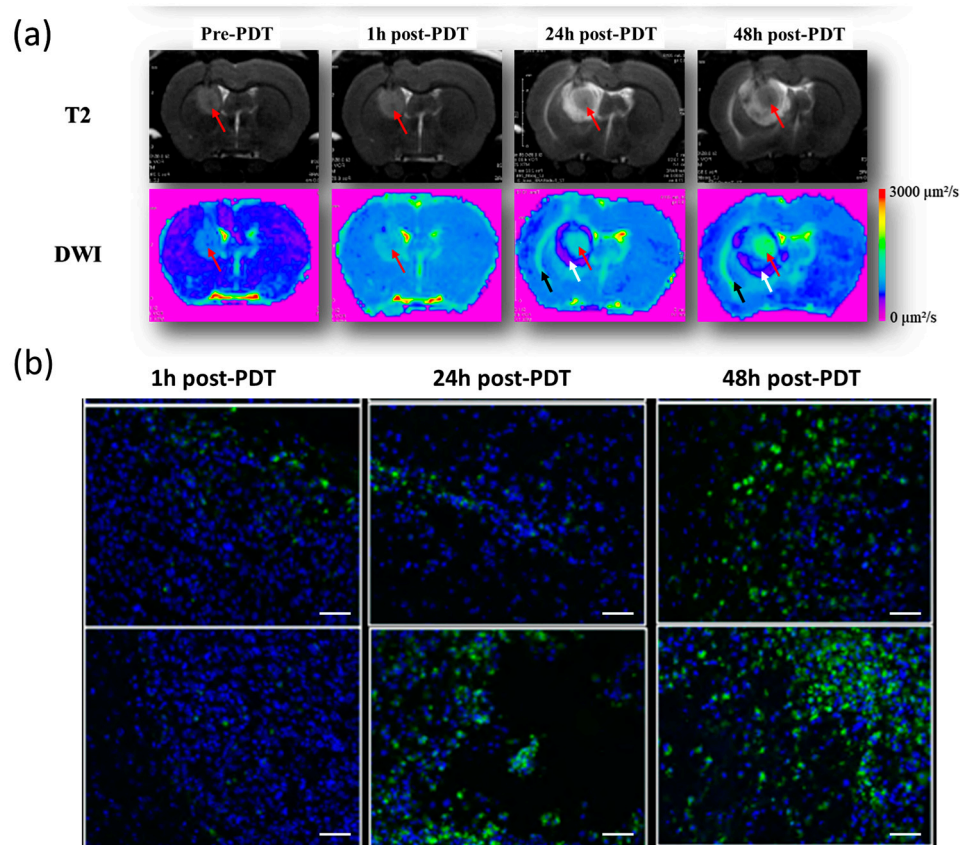 (a)
Pre-PDT 1h post-PDT 24h post-PDT 48h post-PDT
T2
DWI
3000 μm²/s
0 μm²/s
(b)
1h post-PDT 24h post-PDT 48h post-PDT